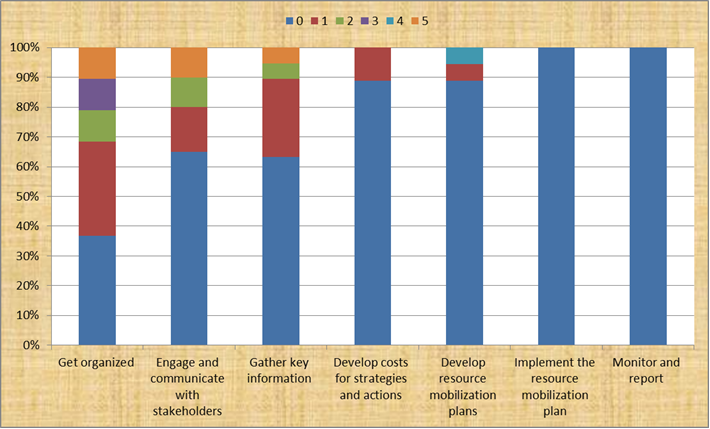 0 1 2 3 4 5
100%
90%
80%
70%
60%
50%
40%
30%
20%
10%
0%
Get organized
Engage and
communicate
with
stakeholders
Gather key
information
Develop costs
for strategies
and actions
Develop
resource
mobilization
plans
Implement the
resource
mobilization
plan
Monitor and
report